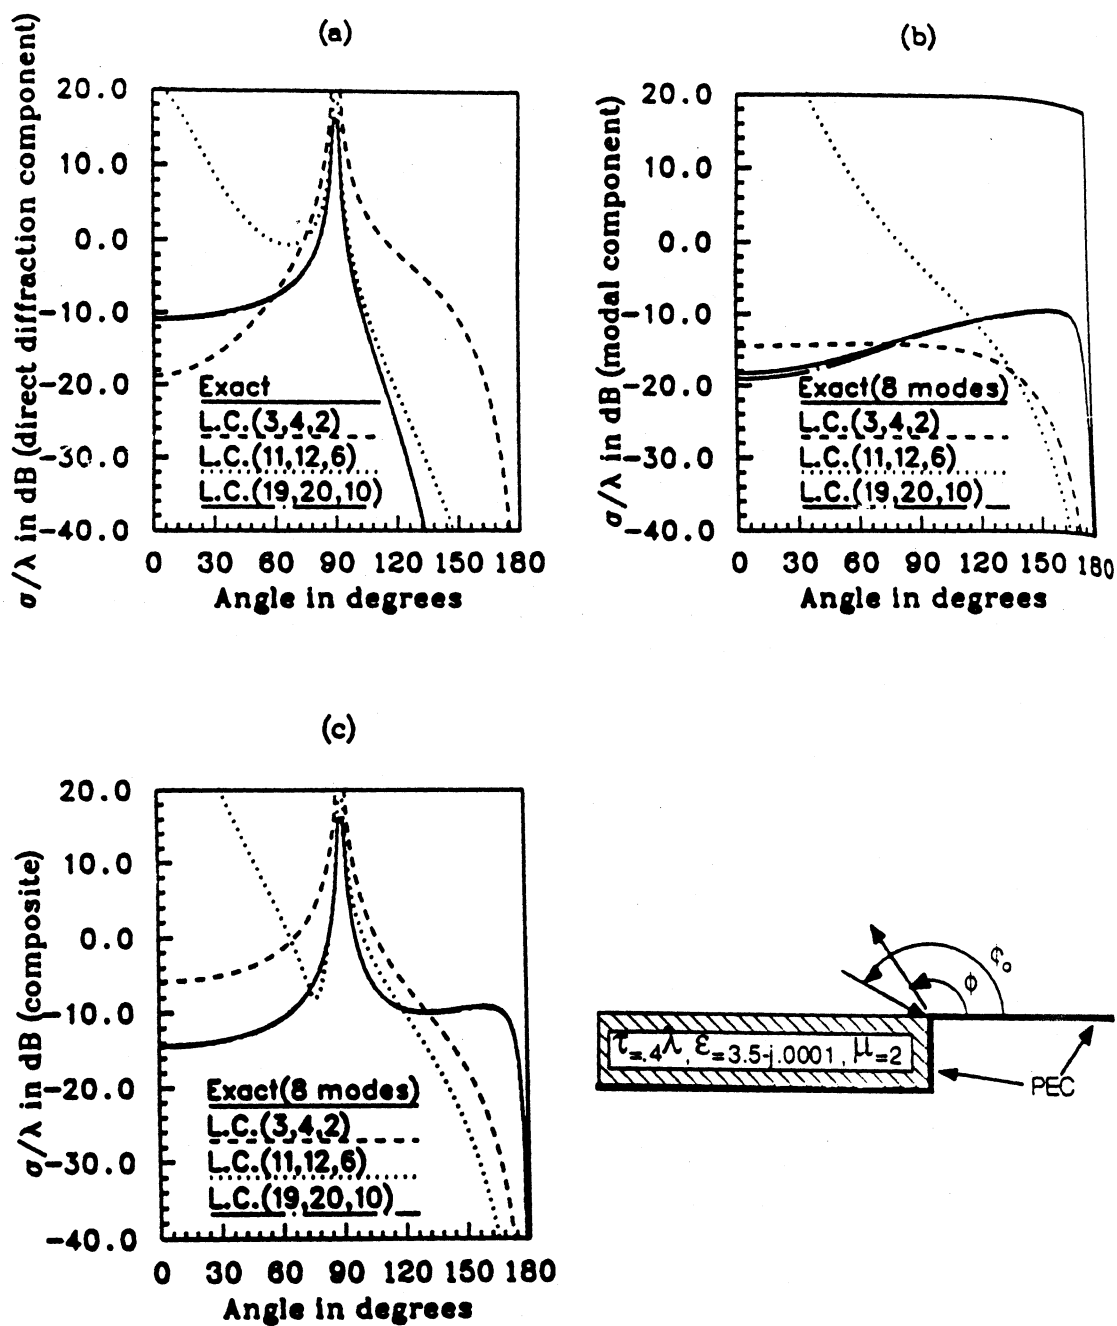 (a)
σ/λ in dB (direct diffraction component)
20.0
10.0
0.0
-10.0
-20.0
-30.0
-40.0
Exact
L.C.(3,4,2)
L.C.(11,12,6)
L.C.(19,20,10)
0 30 60 90 120 150 180
Angle in degrees
(b)
σ/λ in dB (modal component)
20.0
10.0
0.0
-10.0
-20.0
-30.0
-40.0
Exact(8 modes)
L.C.(3,4,2)
L.C.(11,12,6)
L.C.(19,20,10)
0 30 60 90 120 150 180
Angle in degrees
(c)
σ/λ in dB (composite)
20.0
10.0
0.0
-10.0
-20.0
-30.0
-40.0
Exact(8 modes)
L.C.(3,4,2)
L.C.(11,12,6)
L.C.(19,20,10)
0 30 60 90 120 150 180
Angle in degrees
φ₀
φ
τ=.4λ, ε=3.5-j.0001, μ=2
PEC